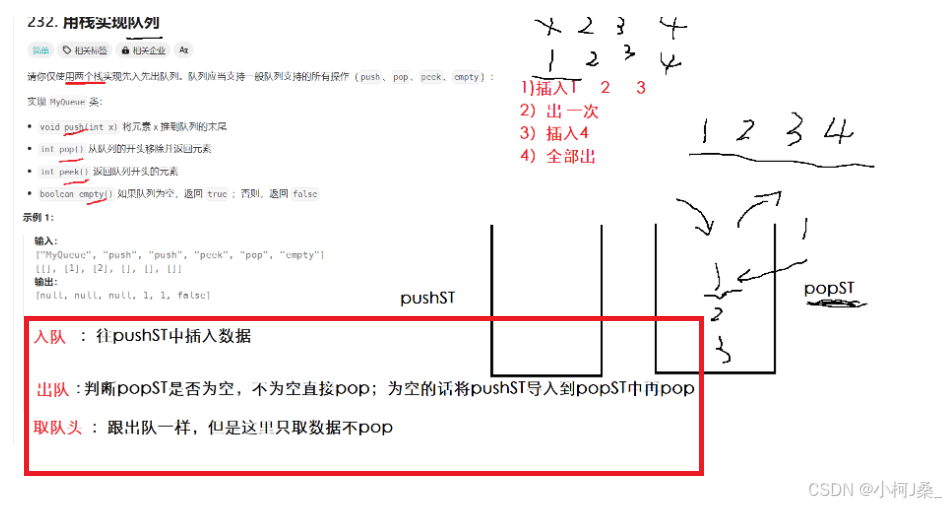 232. 用栈实现队列
简单 相关标签 相关企业 Ax
请你仅使用两个栈实现先入先出队列。队列应当支持一般队列支持的所有操作（push、pop、peek、empty）：
实现 MyQueue 类：
void push(int x) 将元素 x 推到队列的末尾
int pop() 从队列的开头移除并返回元素
int peek() 返回队列开头的元素
boolean empty() 如果队列为空，返回 true ；否则，返回 false
示例 1：
输入：
["MyQueue", "push", "push", "peek", "pop", "empty"]
[[], [1], [2], [], [], []]
输出：
[null, null, null, 1, 1, false]
2 3 4
1 2 3 4
1)插入1 2 3
2）出一次
3）插入4
4）全部出
1 2 3 4
1
1
2
3
pushST
popST
入队 ：往pushST中插入数据
出队：判断popST是否为空，不为空直接pop；为空的话将pushST导入到popST中再pop
取队头 ：跟出队一样，但是这里只取数据不pop
CSDN @小柯J桑_